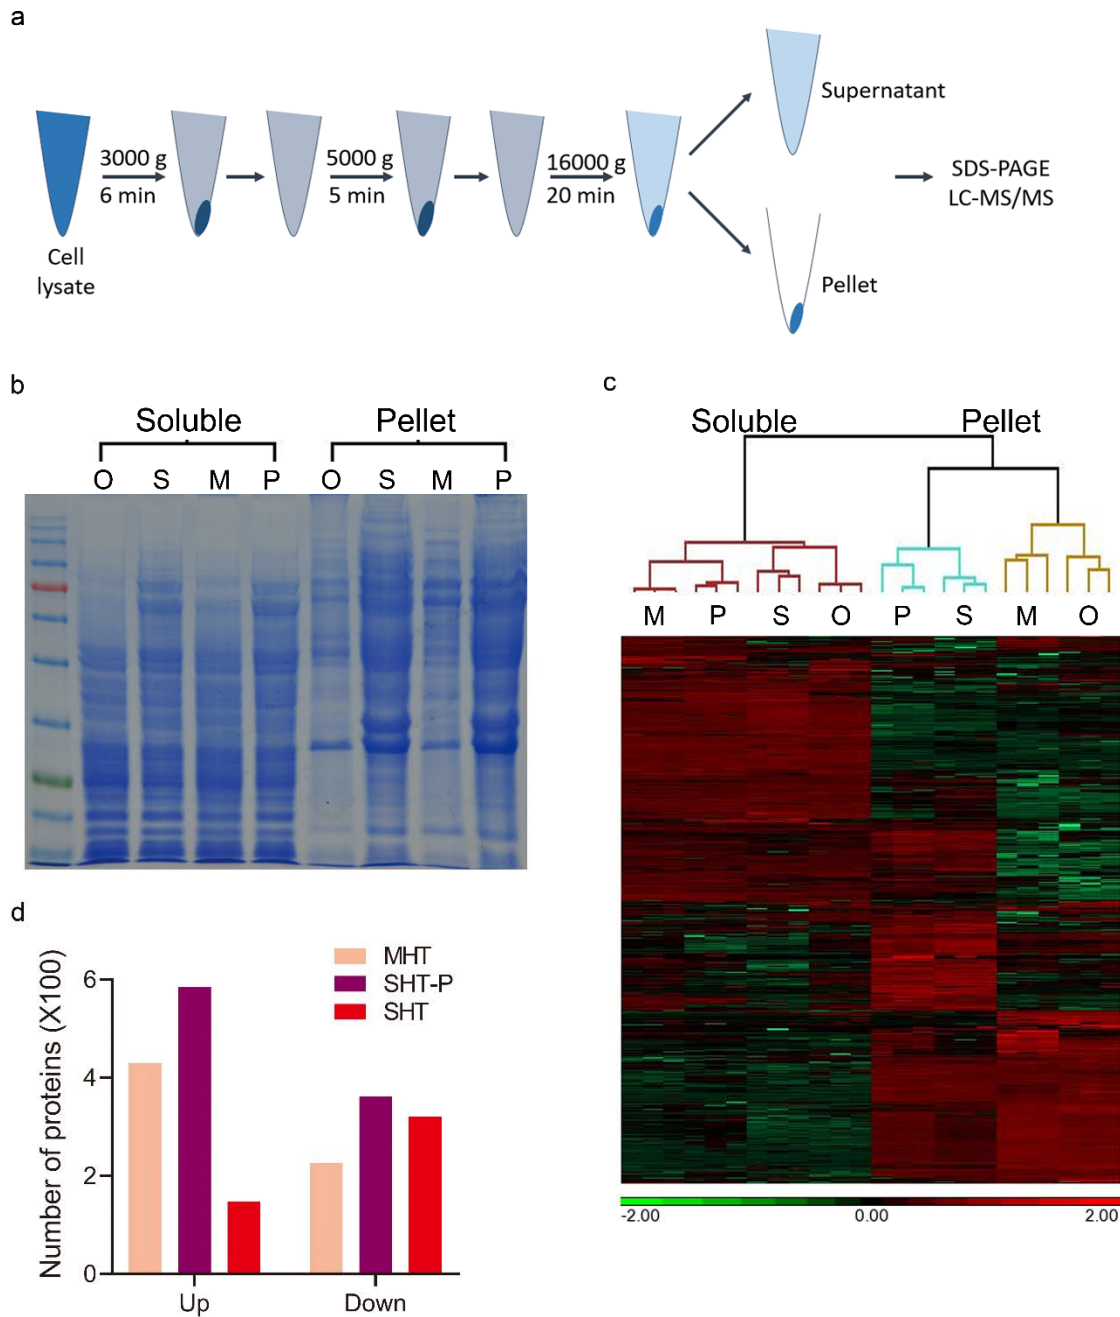 a
Supernatant
3000 g
5000 g
16000 g
6 min
5 min
20 min
SDS-PAGE
LC-MS/MS
Cell
lysate
Pellet
b
Soluble
Pellet
O S M P O S M P
c
Soluble
Pellet
M P S O P S M O
-2.00 0.00 2.00
d
Number of proteins (X100)
6
4
2
0
MHT
SHT-P
SHT
Up
Down